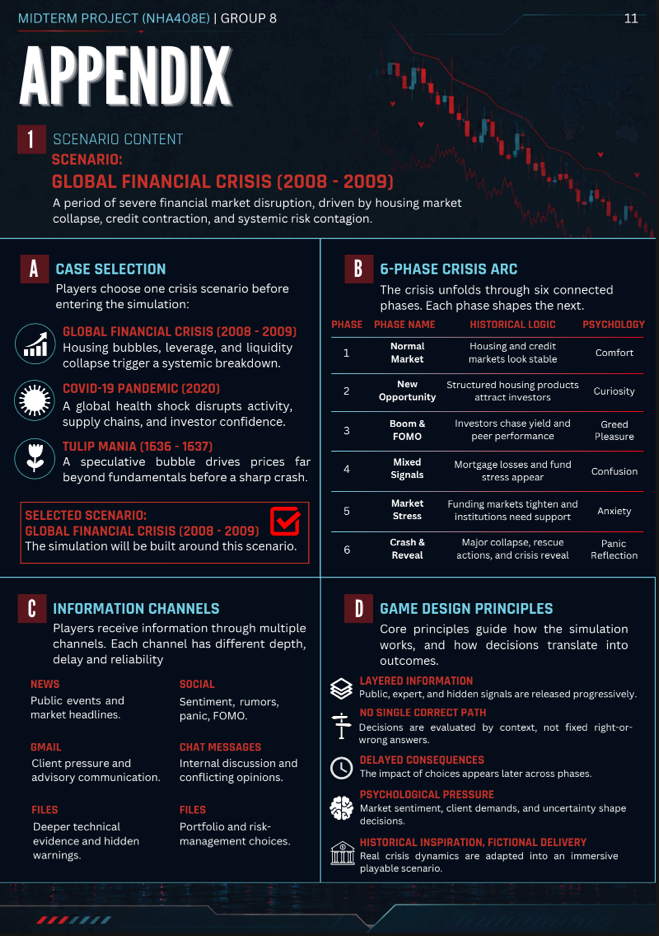 MIDTERM PROJECT (NHA408E) | GROUP 8
11
APPENDIX
1
SCENARIO CONTENT
SCENARIO:
GLOBAL FINANCIAL CRISIS (2008 - 2009)
A period of severe financial market disruption, driven by housing market
collapse, credit contraction, and systemic risk contagion.
A
CASE SELECTION
Players choose one crisis scenario before
entering the simulation:
GLOBAL FINANCIAL CRISIS (2008 - 2009)
Housing bubbles, leverage, and liquidity
collapse trigger a systemic breakdown.
COVID-19 PANDEMIC (2020)
A global health shock disrupts activity,
supply chains, and investor confidence.
TULIP MANIA (1636 - 1637)
A speculative bubble drives prices far
beyond fundamentals before a sharp crash.
SELECTED SCENARIO:
GLOBAL FINANCIAL CRISIS (2008 - 2009)
The simulation will be built around this scenario.
B
6-PHASE CRISIS ARC
The crisis unfolds through six connected
phases. Each phase shapes the next.
PHASE PHASE NAME HISTORICAL LOGIC PSYCHOLOGY
1
Normal
Market
Housing and credit
markets look stable
Comfort
2
New
Opportunity
Structured housing products
attract investors
Curiosity
3
Boom &
FOMO
Investors chase yield and
peer performance
Greed
Pleasure
4
Mixed
Signals
Mortgage losses and fund
stress appear
Confusion
5
Market
Stress
Funding markets tighten and
institutions need support
Anxiety
6
Crash &
Reveal
Major collapse, rescue
actions, and crisis reveal
Panic
Reflection
C
INFORMATION CHANNELS
Players receive information through multiple
channels. Each channel has different depth,
delay and reliability
NEWS
Public events and
market headlines.
SOCIAL
Sentiment, rumors,
panic, FOMO.
GMAIL
Client pressure and
advisory communication.
CHAT MESSAGES
Internal discussion and
conflicting opinions.
FILES
Deeper technical
evidence and hidden
warnings.
FILES
Portfolio and risk-
management choices.
D
GAME DESIGN PRINCIPLES
Core principles guide how the simulation
works, and how decisions translate into
outcomes.
LAYERED INFORMATION
Public, expert, and hidden signals are released progressively.
NO SINGLE CORRECT PATH
Decisions are evaluated by context, not fixed right-or-
wrong answers.
DELAYED CONSEQUENCES
The impact of choices appears later across phases.
PSYCHOLOGICAL PRESSURE
Market sentiment, client demands, and uncertainty shape
decisions.
HISTORICAL INSPIRATION, FICTIONAL DELIVERY
Real crisis dynamics are adapted into an immersive
playable scenario.